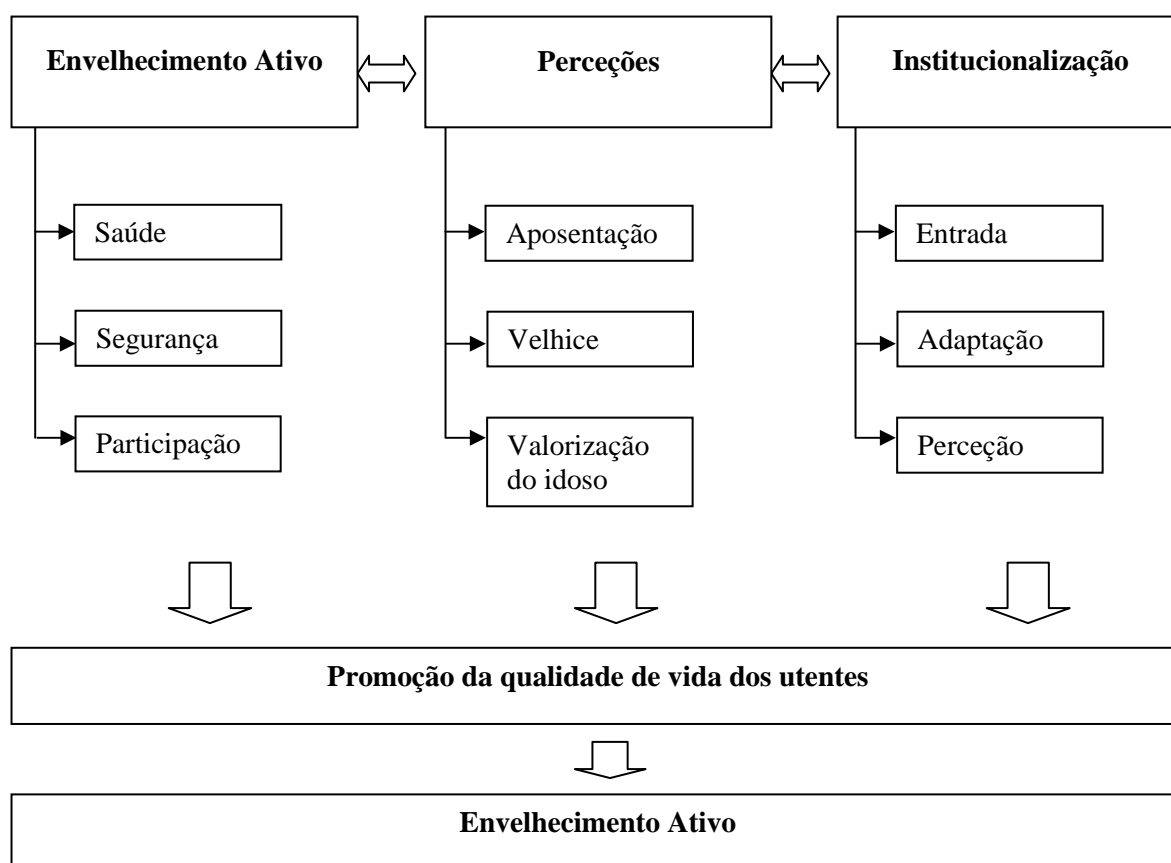 Envelhecimento Ativo
Perceções
Institucionalização
Saúde
Aposentação
Entrada
Segurança
Velhice
Adaptação
Participação
Valorização
do idoso
Perceção
Promoção da qualidade de vida dos utentes
Envelhecimento Ativo